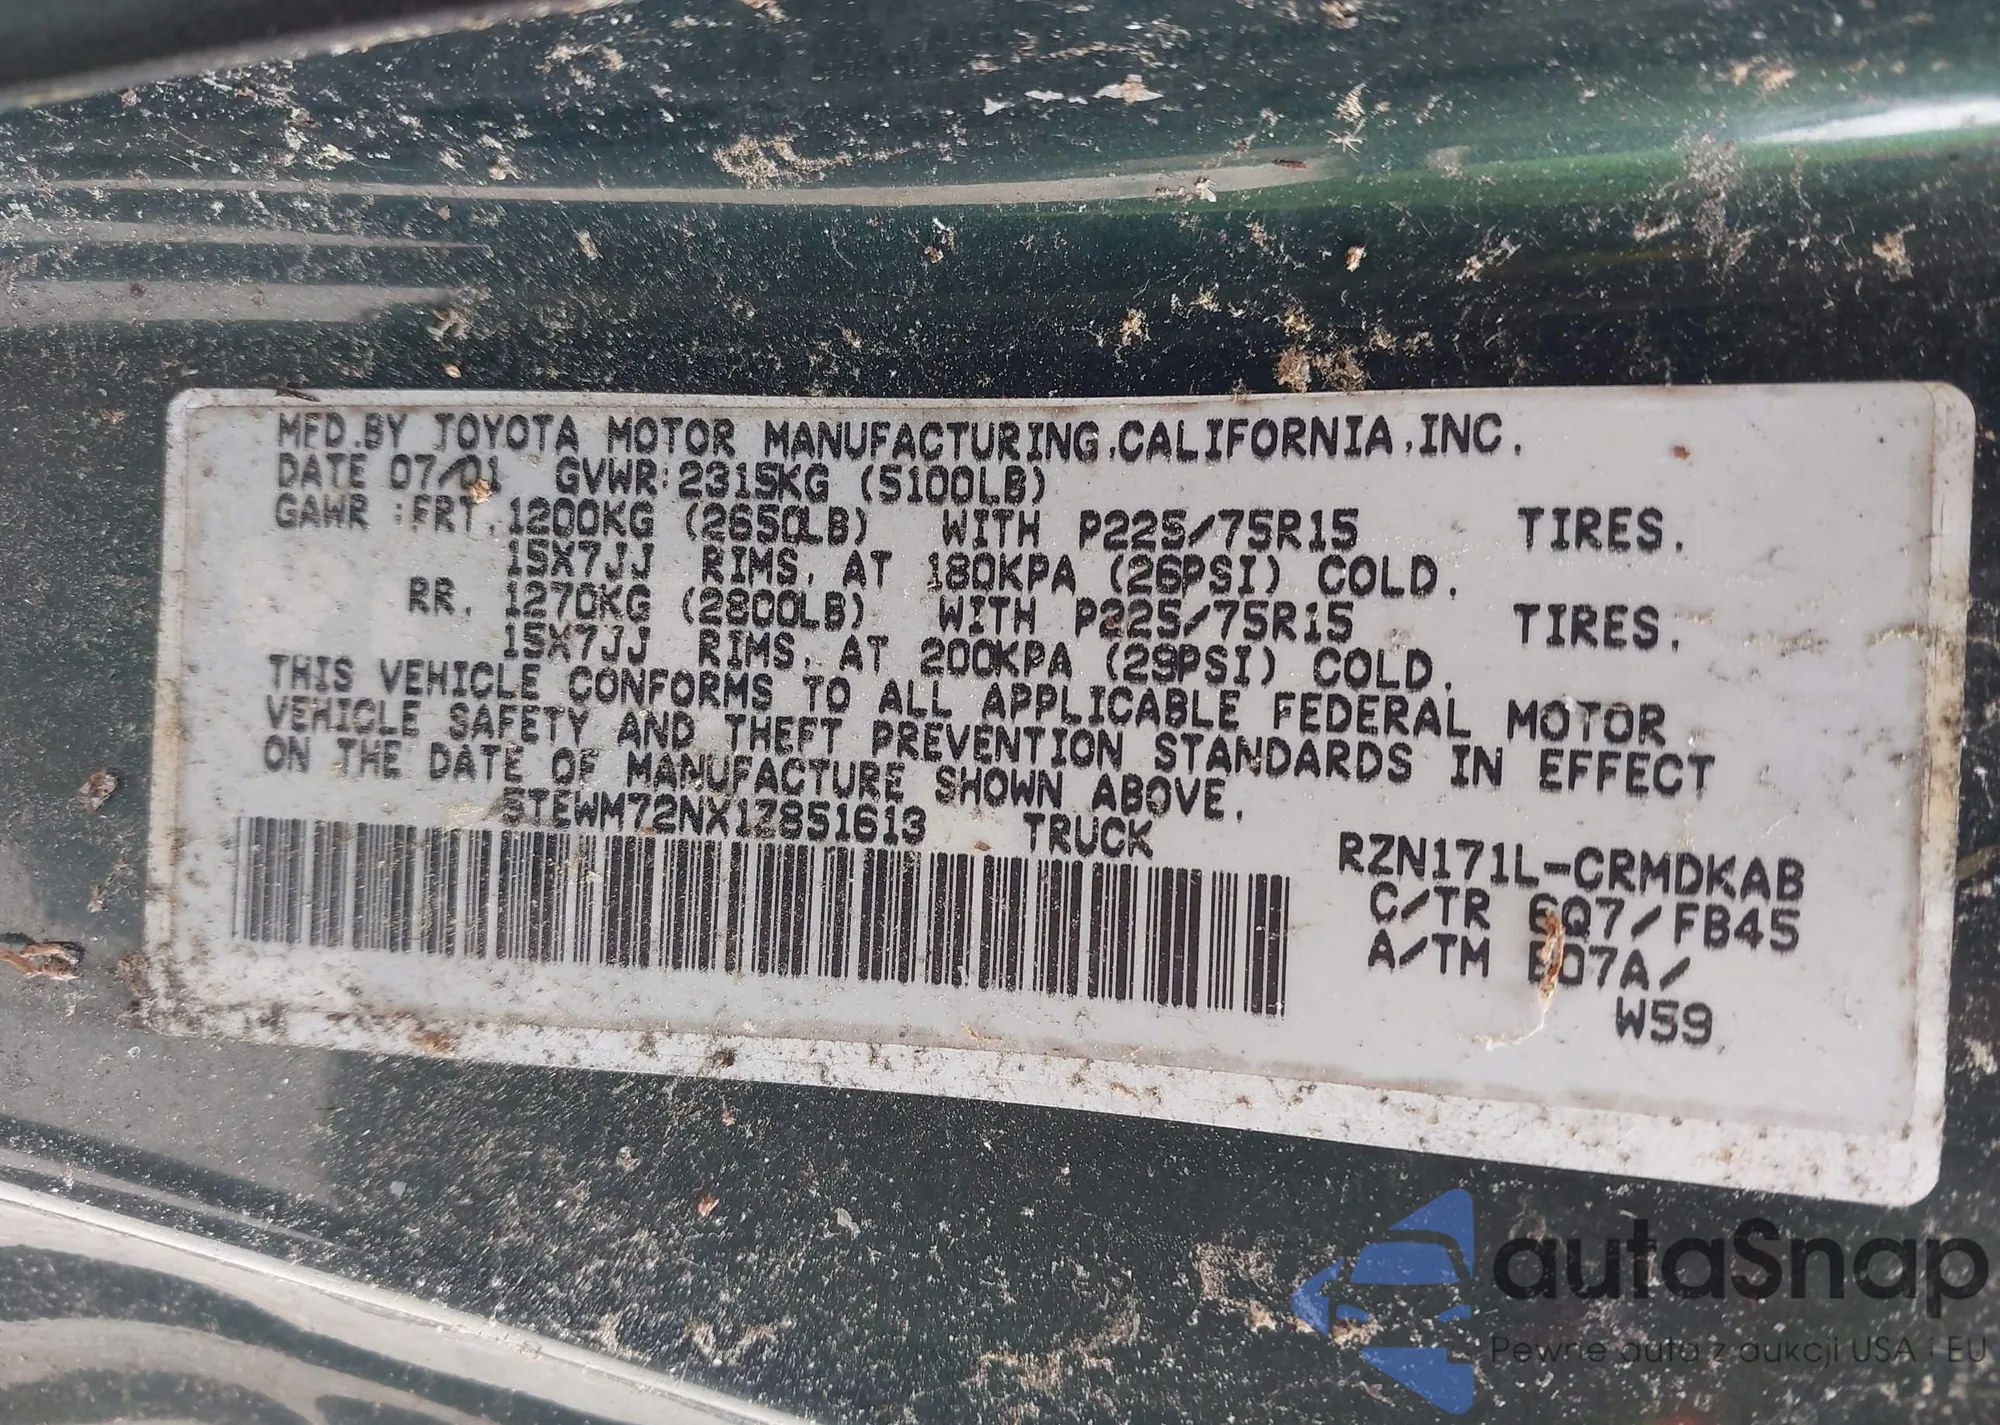 MFD.BY TOYOTA MOTOR MANUFACTURING,CALIFORNIA,INC.
DATE 07/01 GVWR:2315KG (5100LB)
GAWR :FRT.1200KG (2650LB) WITH P225/75R15 TIRES.
15X7JJ RIMS, AT 180KPA (26PSI) COLD.
RR. 1270KG (2800LB) WITH P225/75R15 TIRES.
15X7JJ RIMS, AT 200KPA (29PSI) COLD.
THIS VEHICLE CONFORMS TO ALL APPLICABLE FEDERAL MOTOR
VEHICLE SAFETY AND THEFT PREVENTION STANDARDS IN EFFECT
ON THE DATE OF MANUFACTURE SHOWN ABOVE.
5TEWM72NX1Z851613 TRUCK
RZN171L-CRMDKAB
C/TR 6Q7/FB45
A/TM B07A/
W59
autaSnap
Pewne auta z aukcji USA i EU